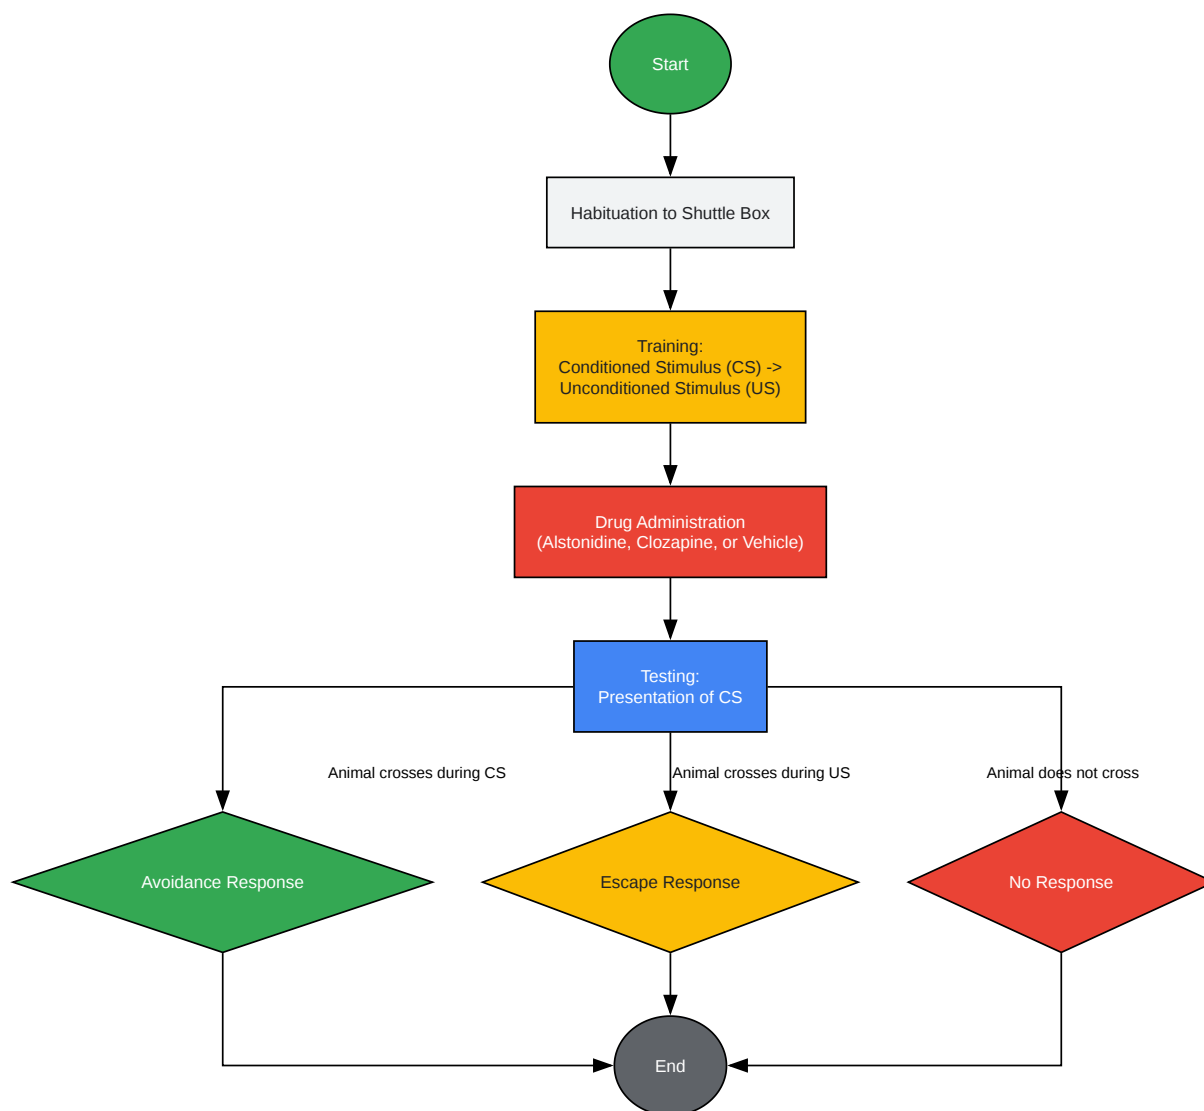 Start
Habituation to Shuttle Box
Training:
Conditioned Stimulus (CS) ->
Unconditioned Stimulus (US)
Drug Administration
(Alstonidine, Clozapine, or Vehicle)
Testing:
Presentation of CS
Animal crosses during CS
Animal crosses during US
Animal does not cross
Avoidance Response
Escape Response
No Response
End